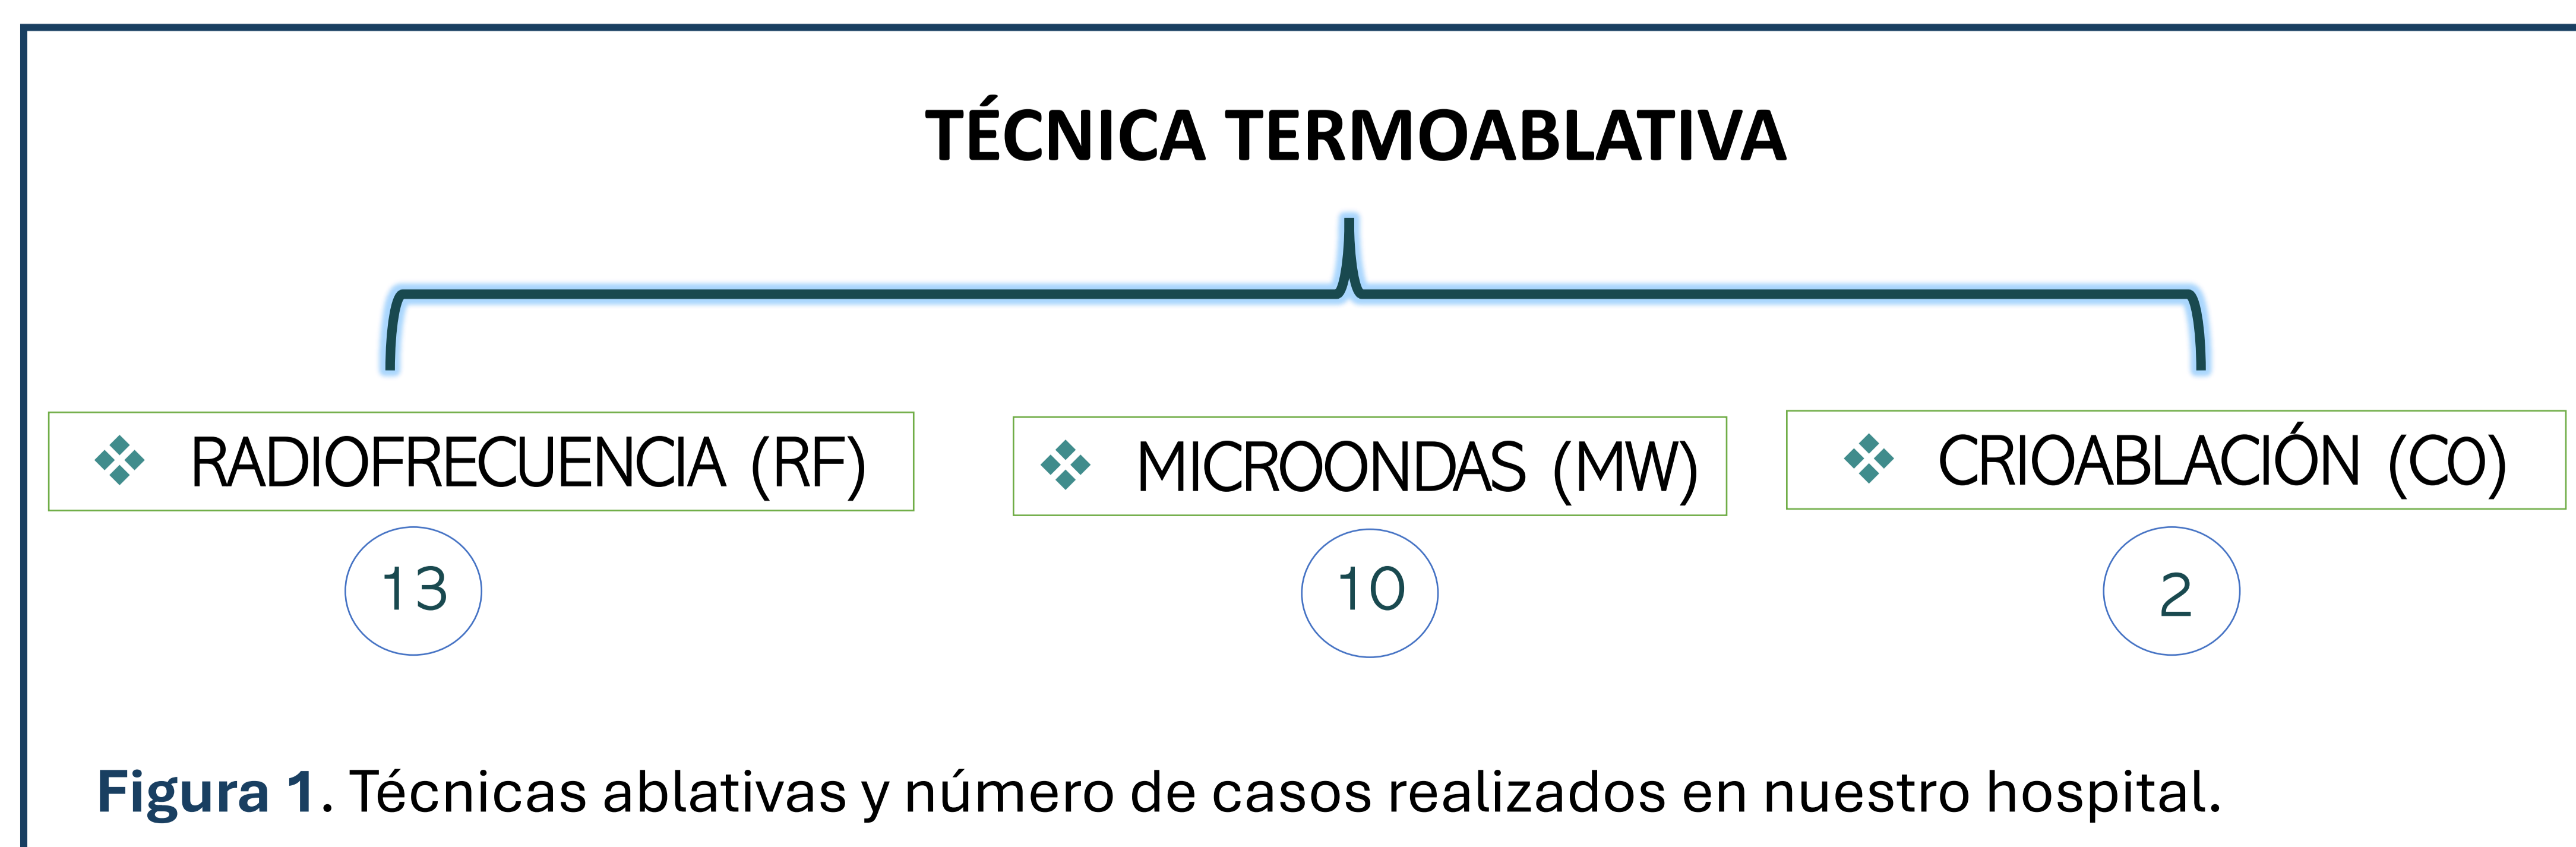 TÉCNICA TERMOABLATIVA
RADIOFRECUENCIA (RF)
MICROONDAS (MW)
CRIOABLACIÓN (C0)
13
10
2
Figura 1. Técnicas ablativas y número de casos realizados en nuestro hospital.